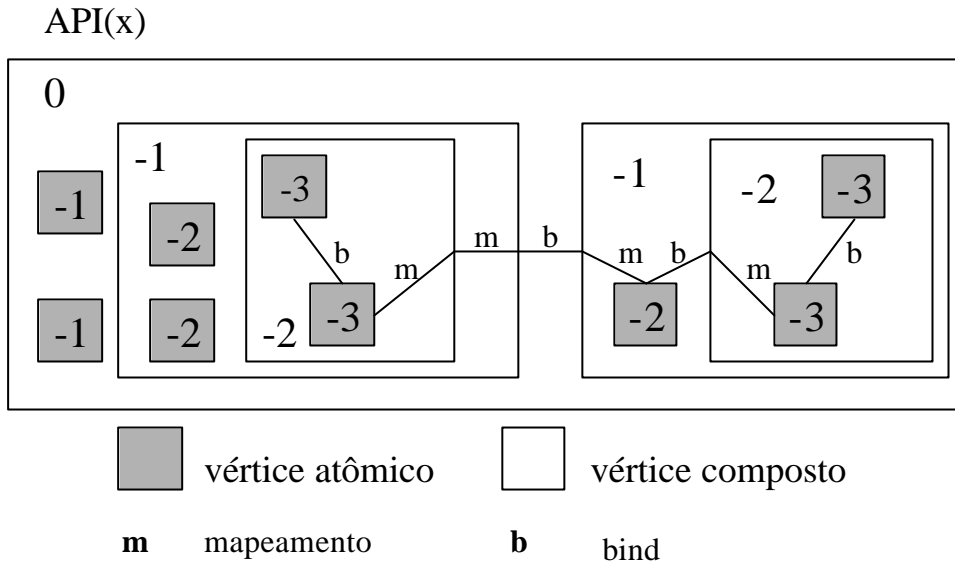 API(x)
0
-1
-3
-1
-2
-3
-1
-2
m
b
b
m
b
m
m
b
-1
-2
-2
-3
-2
-3
vértice atômico
vértice composto
m mapeamento
b bind